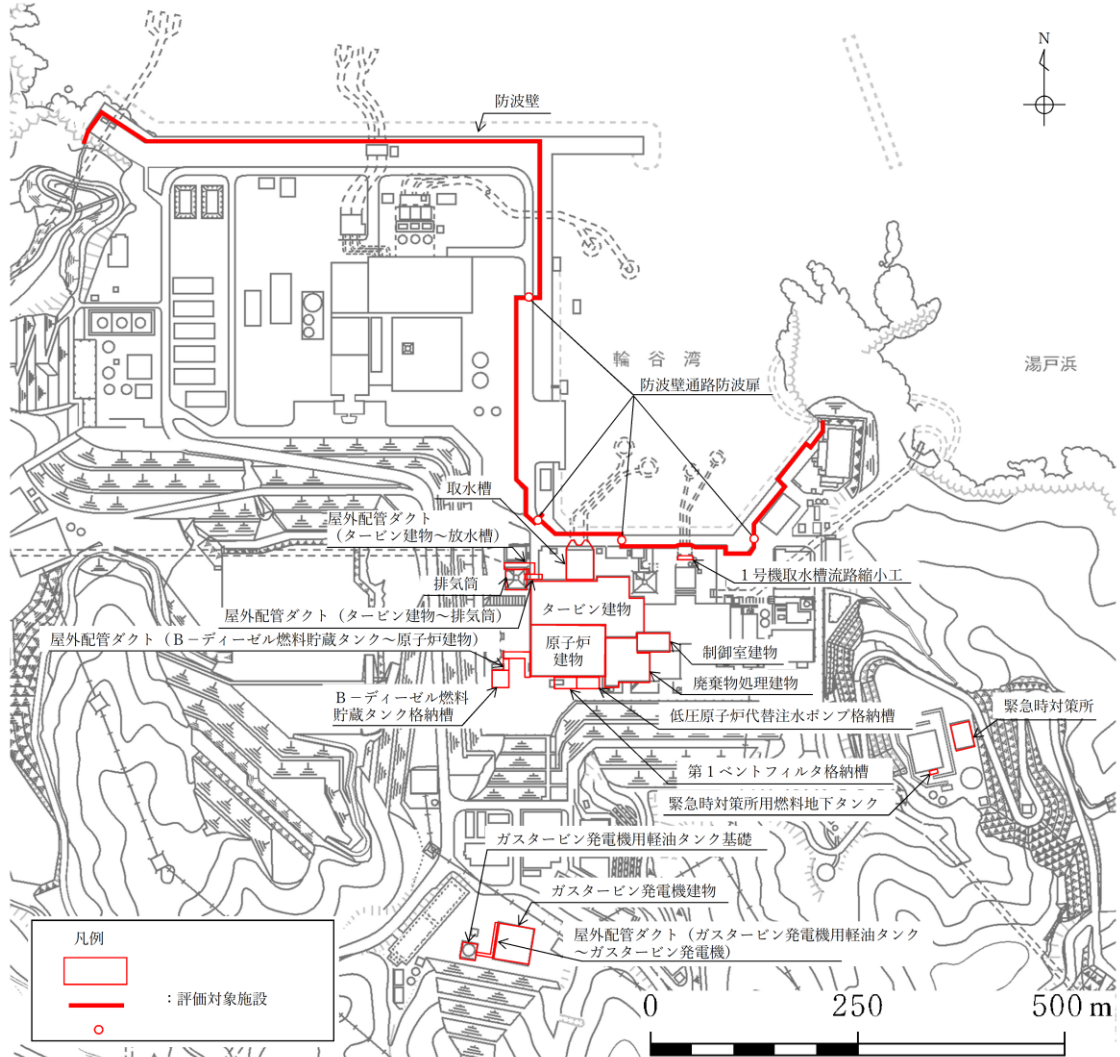 N
防波壁
輪谷湾
湯戸浜
防波壁通路防波扉
取水槽
屋外配管ダクト
（タービン建物～放水槽）
排気筒
1号機取水槽流路縮小工
屋外配管ダクト（タービン建物～排気筒）
タービン建物
屋外配管ダクト（B－ディーゼル燃料貯蔵タンク～原子炉建物）
原子炉
建物
制御室建物
廃棄物処理建物
B－ディーゼル燃料
貯蔵タンク格納槽
低圧原子炉代替注水ポンプ格納槽
緊急時対策所
第1ベントフィルタ格納槽
緊急時対策所用燃料地下タンク
ガスタービン発電機用軽油タンク基礎
ガスタービン発電機建物
屋外配管ダクト（ガスタービン発電機用軽油タンク
～ガスタービン発電機）
凡例
：評価対象施設
0 250 500 m